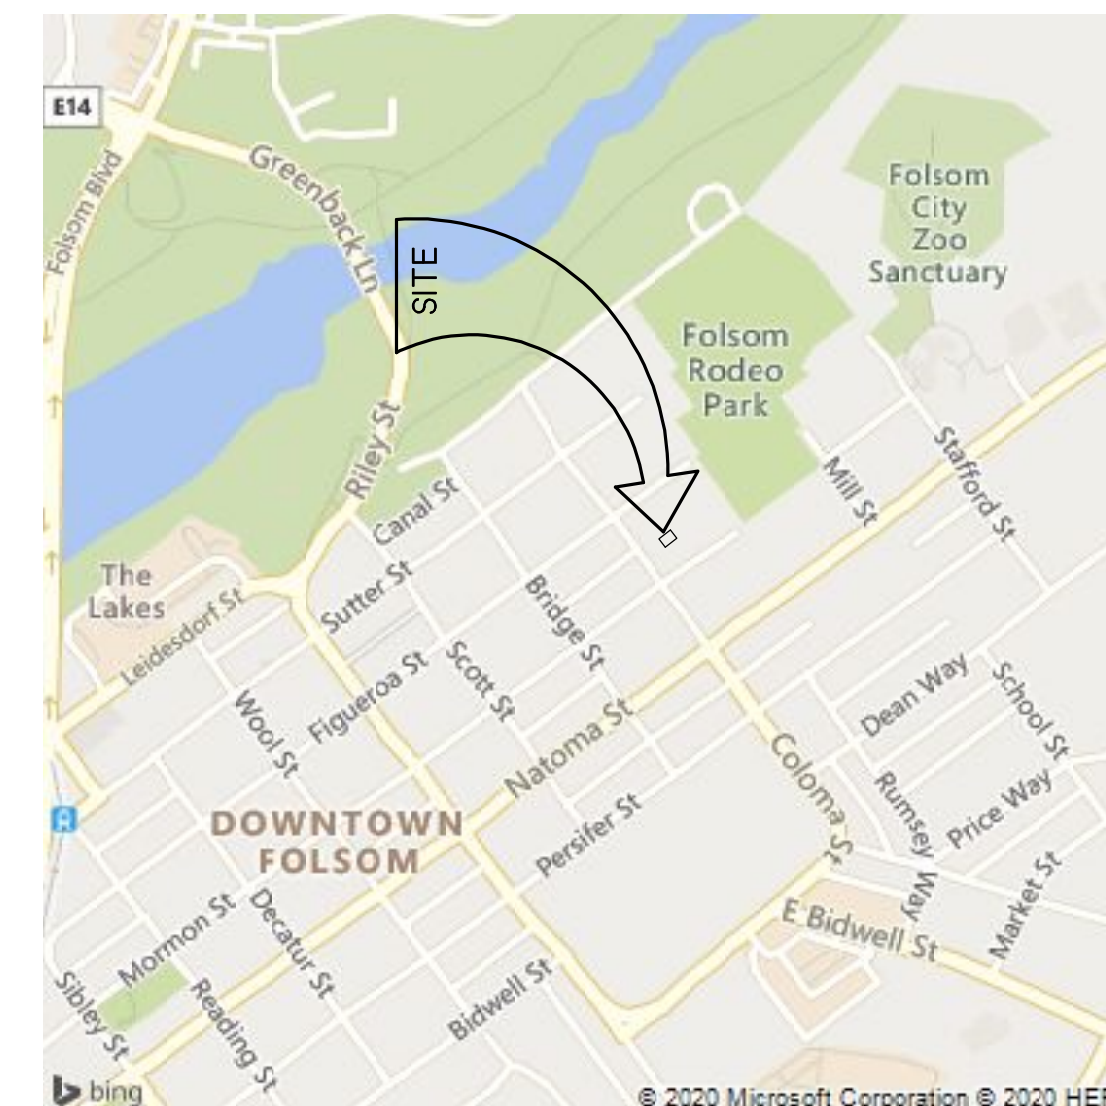 E14
Folsom Blvd
Greenback Ln
Folsom
City
Zoo
Sanctuary
SITE
Folsom
Rodeo
Park
Riley St
Canal St
Mill St
Stafford St
The
Lakes
Leidesdorf St
Sutter St
Bridge St
Scott St
Figueroa St
Wool St
Natoma St
Dean Way
School St
Coloma St
Rumsey Way
Price Way
Market St
DOWNTOWN
FOLSOM
Persifer St
E Bidwell St
Mormon St
Decatur St
Bidwell St
Sibley St
Reading St
bing
© 2020 Microsoft Corporation © 2020 HER